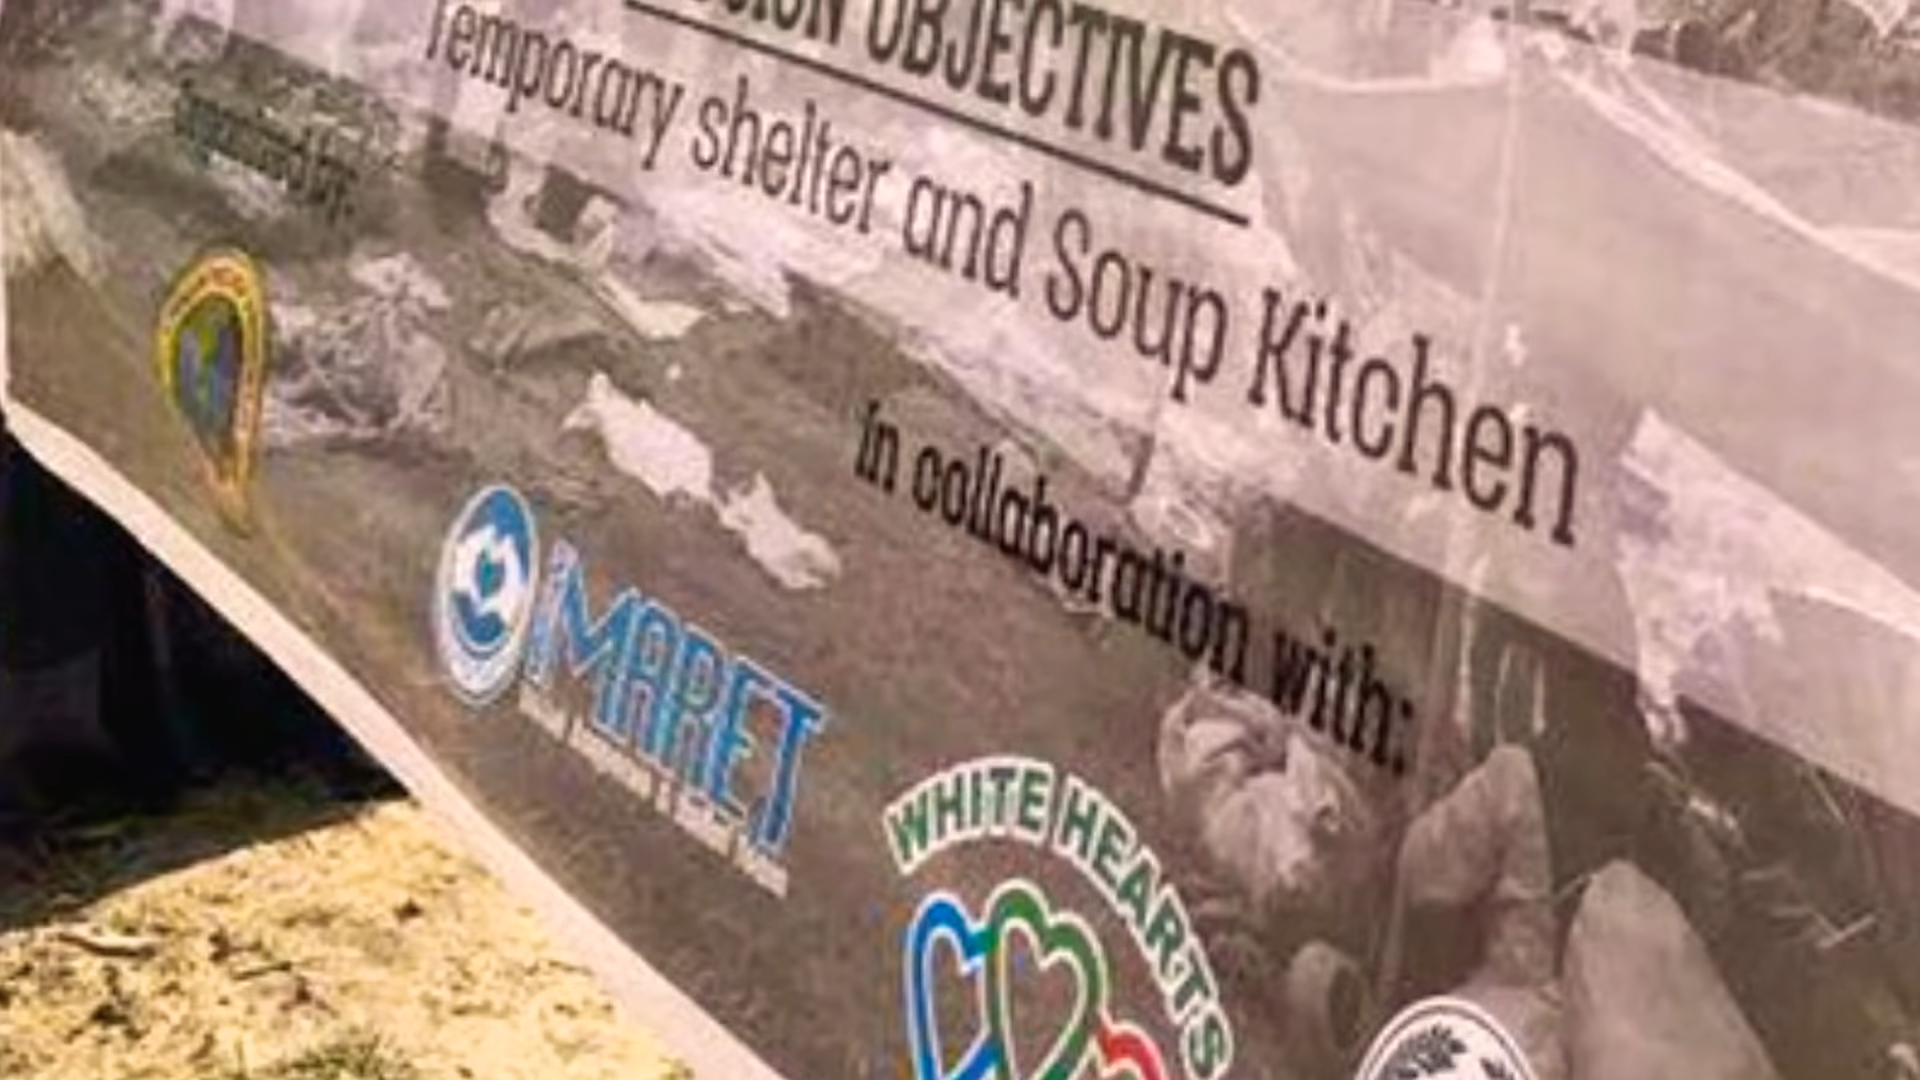 OBJECTIVES
Temporary shelter and Soup Kitchen
in collaboration with:
MARET
WHITE HEARTS